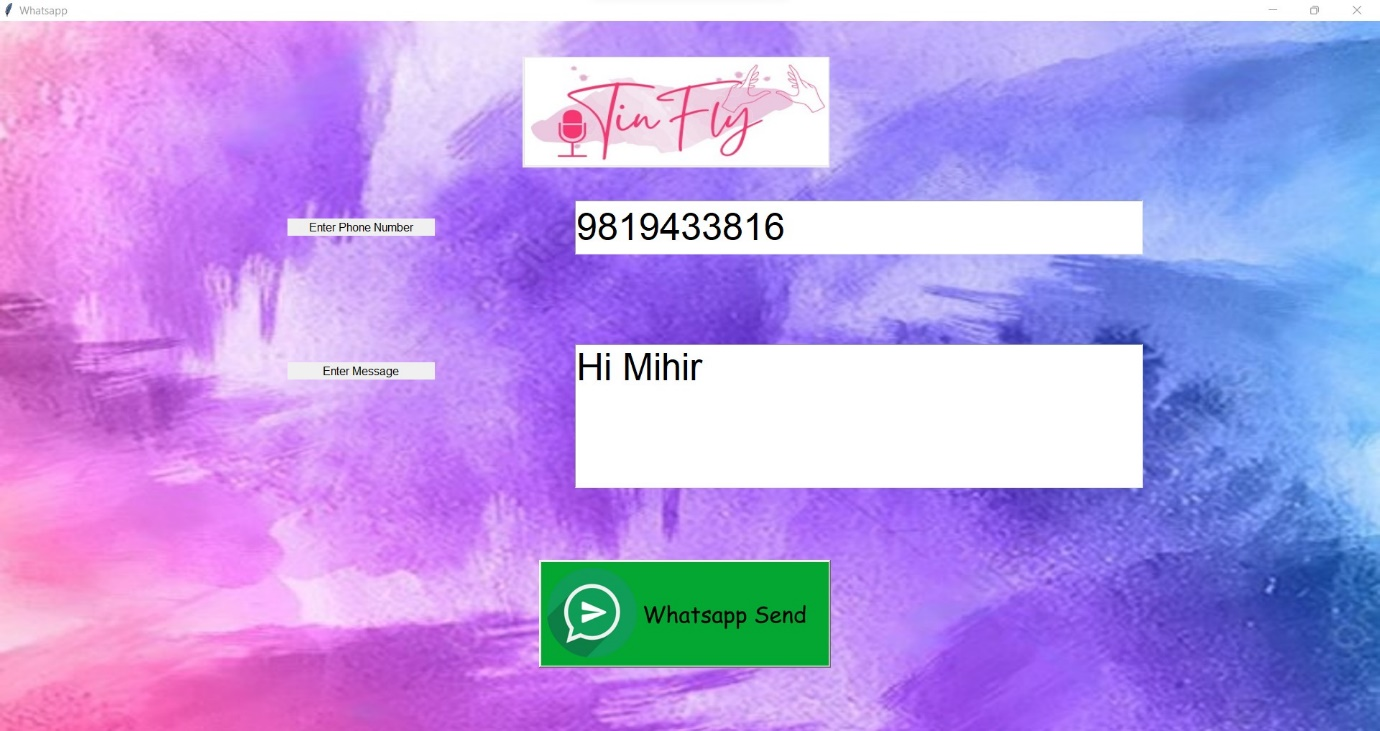 Whatsapp
Tin Fly
Enter Phone Number
9819433816
Enter Message
Hi Mihir
Whatsapp Send